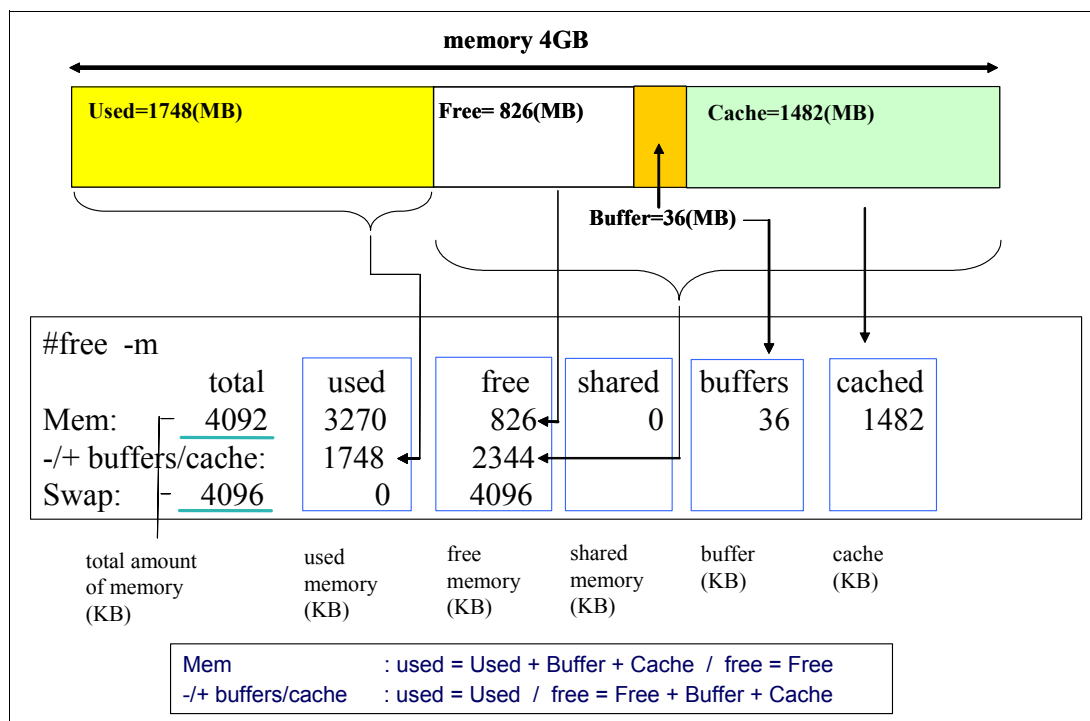 memory 4GB
Used=1748(MB) Free= 826(MB) Cache=1482(MB)
Buffer=36(MB)
#free -m
total used free shared buffers cached
Mem: 4092 3270 826 0 36 1482
-/+ buffers/cache: 1748 2344
Swap: 4096 0 4096
total amount of memory (KB)
used memory (KB)
free memory (KB)
shared memory (KB)
buffer (KB)
cache (KB)
Mem : used = Used + Buffer + Cache / free = Free
-/+ buffers/cache : used = Used / free = Free + Buffer + Cache